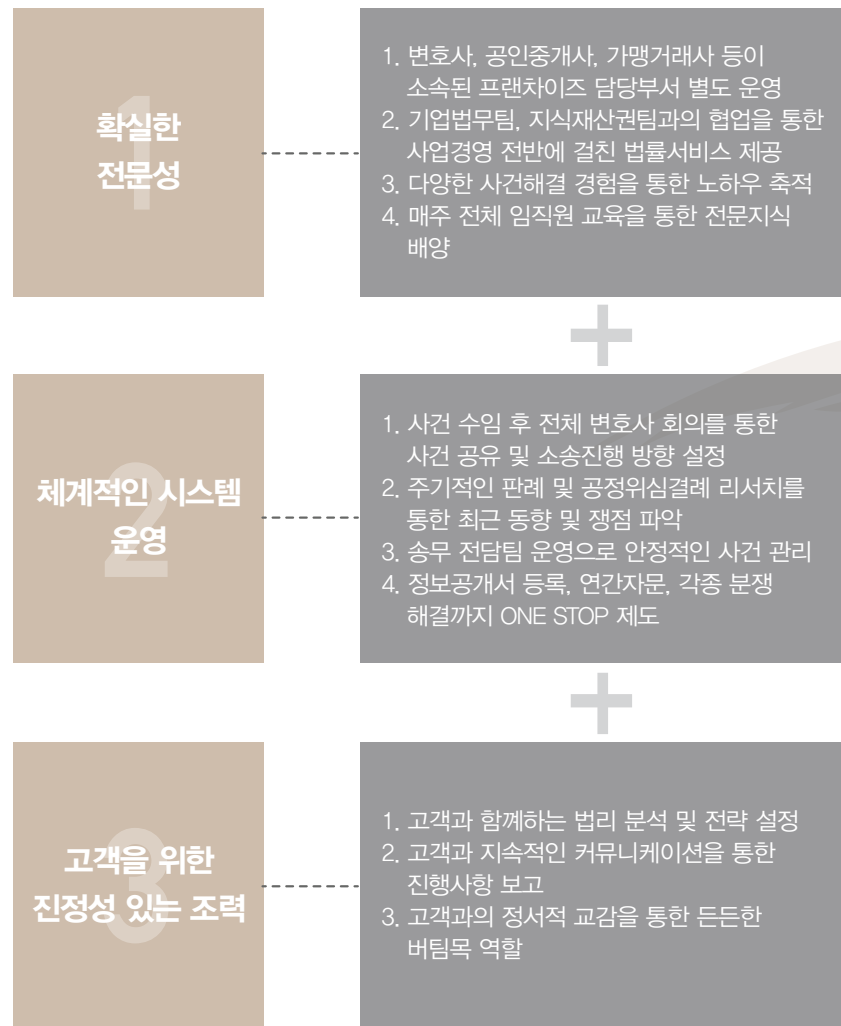 1
확실한
전문성
1. 변호사, 공인중개사, 가맹거래사 등이
소속된 프랜차이즈 담당부서 별도 운영
2. 기업법무팀, 지식재산권팀과의 협업을 통한
사업경영 전반에 걸친 법률서비스 제공
3. 다양한 사건해결 경험을 통한 노하우 축적
4. 매주 전체 임직원 교육을 통한 전문지식
배양
+
2
체계적인 시스템
운영
1. 사건 수임 후 전체 변호사 회의를 통한
사건 공유 및 소송진행 방향 설정
2. 주기적인 판례 및 공정위심결례 리서치를
통한 최근 동향 및 쟁점 파악
3. 송무 전담팀 운영으로 안정적인 사건 관리
4. 정보공개서 등록, 연간자문, 각종 분쟁
해결까지 ONE STOP 제도
+
3
고객을 위한
진정성 있는 조력
1. 고객과 함께하는 법리 분석 및 전략 설정
2. 고객과 지속적인 커뮤니케이션을 통한
진행사항 보고
3. 고객과의 정서적 교감을 통한 든든한
버팀목 역할